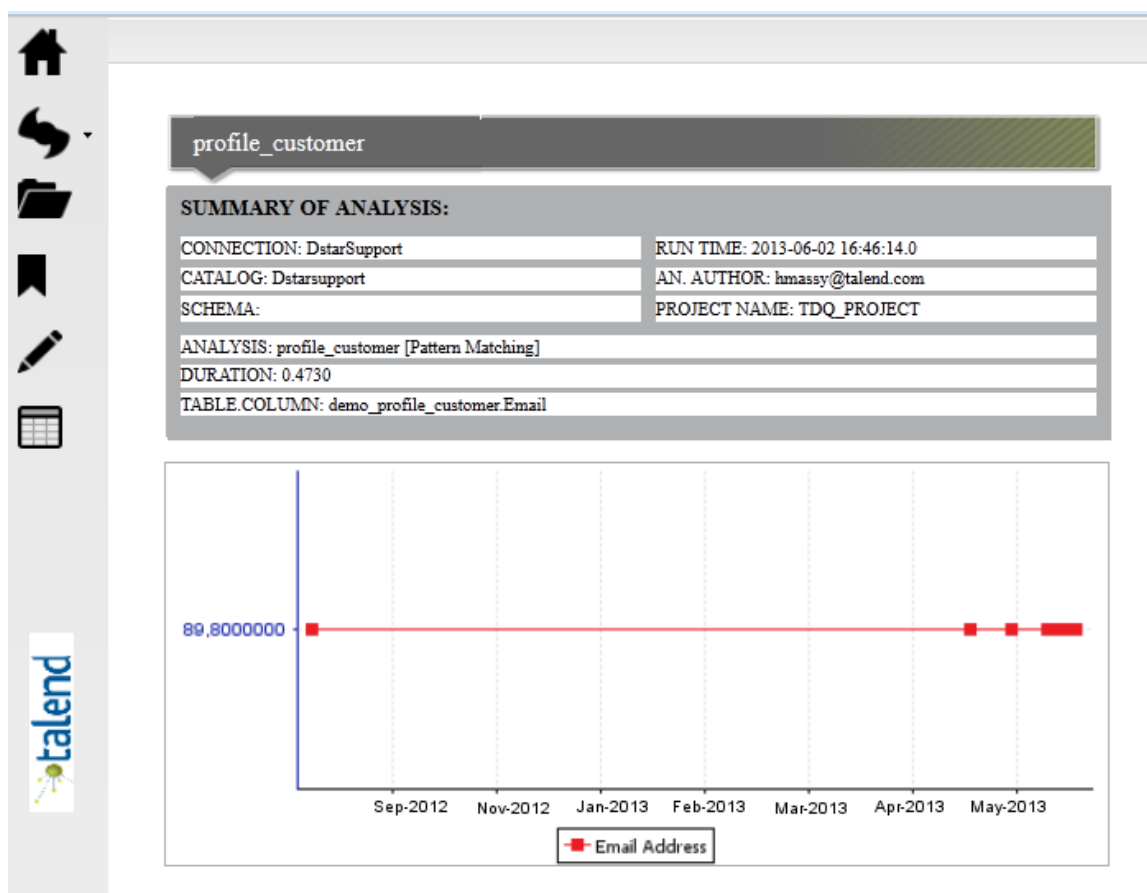 profile_customer
SUMMARY OF ANALYSIS:
CONNECTION: DstarSupport
RUN TIME: 2013-06-02 16:46:14.0
CATALOG: Dstarsupport
AN. AUTHOR: hmassy@talend.com
SCHEMA:
PROJECT NAME: TDQ_PROJECT
ANALYSIS: profile_customer [Pattern Matching]
DURATION: 0.4730
TABLE.COLUMN: demo_profile_customer.Email
89,8000000
Sep-2012 Nov-2012 Jan-2013 Feb-2013 Mar-2013 Apr-2013 May-2013
Email Address
talend